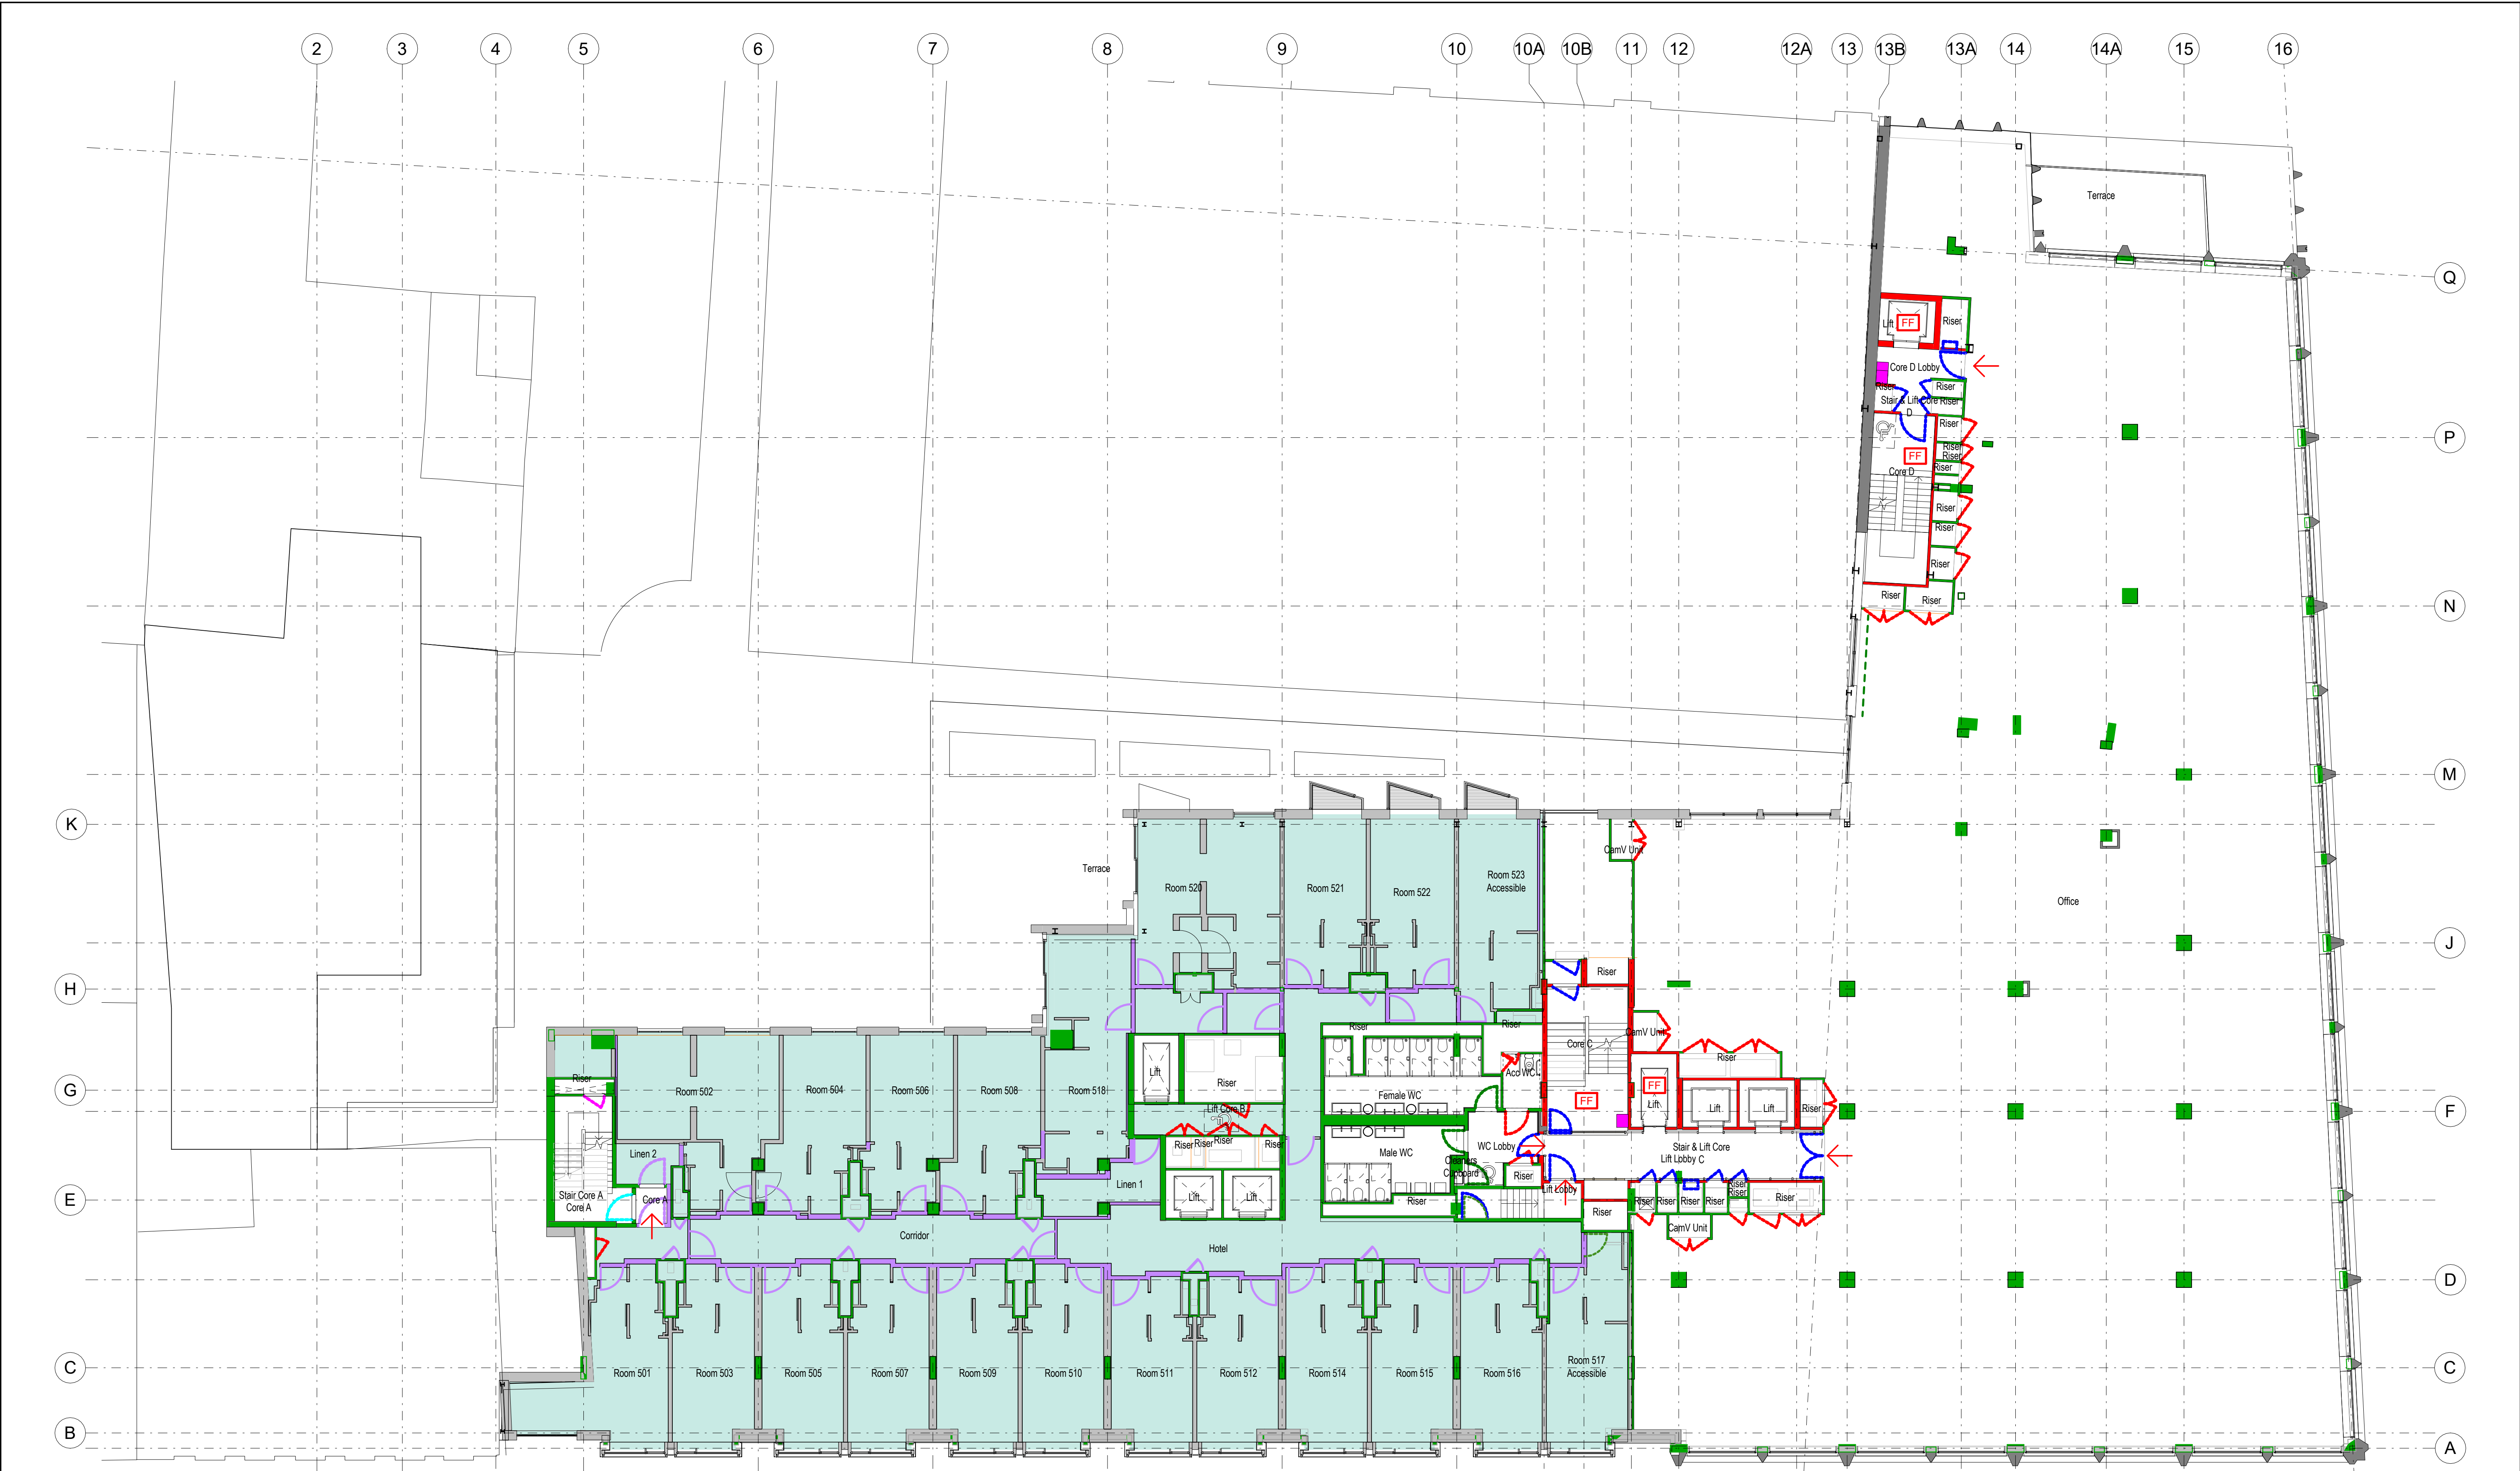 2
3
4
5
6
7
8
9
10
10A
10B
11
12
12A
13
13B
13A
14
14A
15
16
Terrace
Q
Lift
FF
Riser
Core D Lobby
Riser
Riser
Stair & Lift Core
D
Riser
Riser
P
Riser
Riser
FF
Riser
Core D
Riser
Riser
Riser
Riser
Riser
N
M
K
CamV Unit
Terrace
Room 520
Room 521
Room 522
Room 523
Accessible
Office
J
H
Riser
Riser
Riser
CamV Unit
Core C
Riser
Lift
Riser
Acc WC
FF
Lift
Riser
G
Room 502
Room 504
Room 506
Room 508
Room 518
Female WC
FF
Lift
Lift
Riser
Lift Core B
F
Riser
Riser
Riser
Riser
WC Lobby
Stair & Lift Core
C
Lift Lobby C
Linen 2
Male WC
Cleaners
Cupboard
Riser
Linen 1
Lift Lobby
E
Stair Core A
Core A
Core A
Lift
Lift
Riser
Riser
Riser
Riser
Riser
Riser
Riser
Riser
Riser
Riser
CamV Unit
Corridor
Hotel
D
C
Room 501
Room 503
Room 505
Room 507
Room 509
Room 510
Room 511
Room 512
Room 514
Room 515
Room 516
Room 517
Accessible
C
B
A